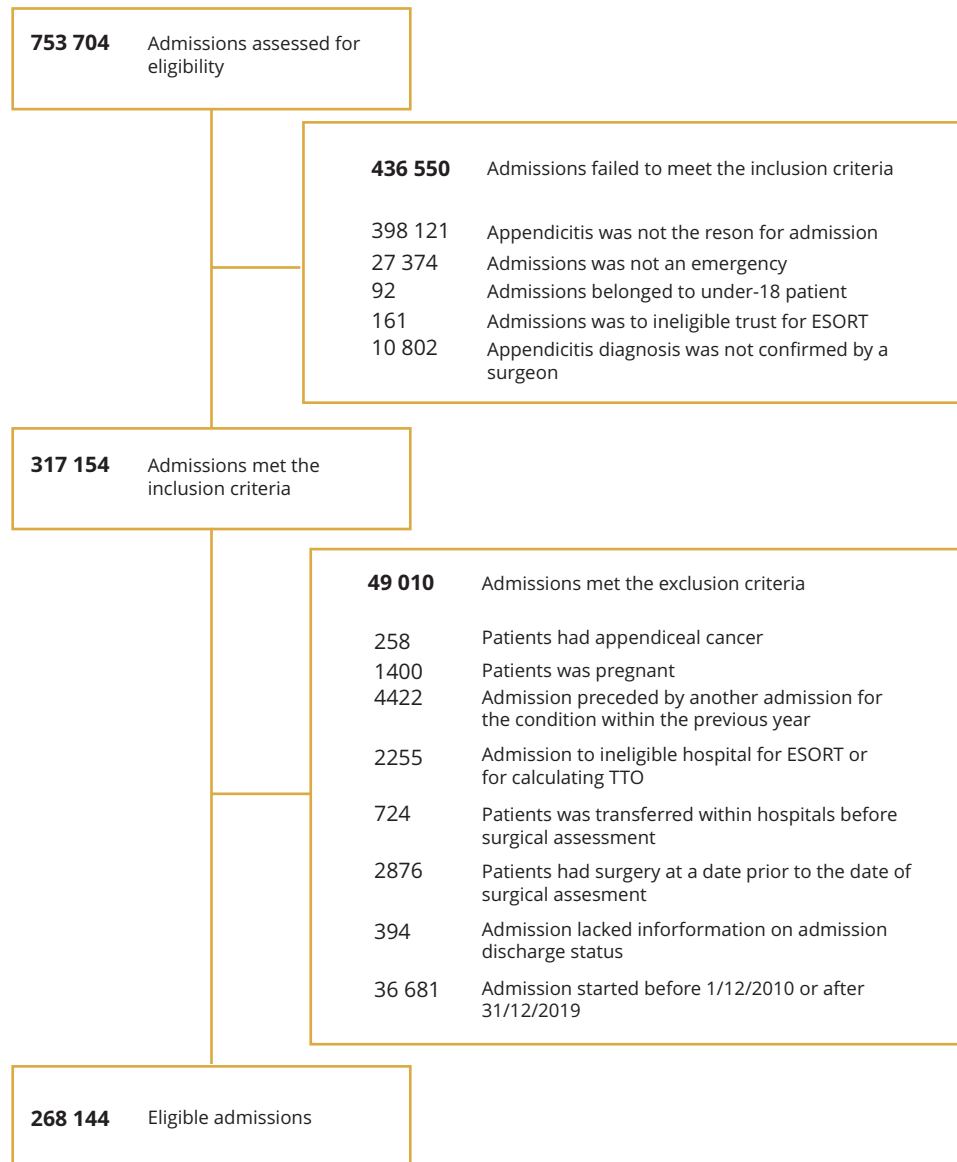 753 704 Admissions assessed for
eligibility
436 550 Admissions failed to meet the inclusion criteria
398 121 Appendicitis was not the reson for admission
27 374 Admissions was not an emergency
92 Admissions belonged to under-18 patient
161 Admissions was to ineligible trust for ESORT
10 802 Appendicitis diagnosis was not confirmed by a
surgeon
317 154 Admissions met the
inclusion criteria
49 010 Admissions met the exclusion criteria
258 Patients had appendiceal cancer
1400 Patients was pregnant
4422 Admission preceded by another admission for
the condition within the previous year
2255 Admission to ineligible hospital for ESORT or
for calculating TTO
724 Patients was transferred within hospitals before
surgical assessment
2876 Patients had surgery at a date prior to the date of
surgical assesment
394 Admission lacked inforformation on admission
discharge status
36 681 Admission started before 1/12/2010 or after
31/12/2019
268 144 Eligible admissions